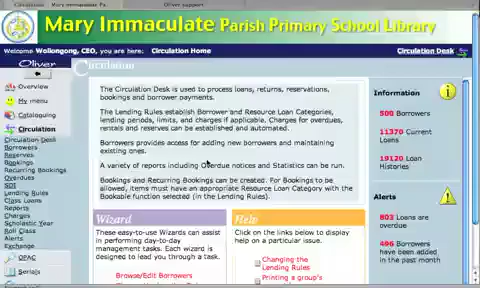 Mary Immaculate Pa..
Oliver support
Mary Immaculate Parish Primary School Library
Welcome Wollongong, CEO, you are here: Circulation Home
Circulation Desk
Oliver
Circulation
Overview
My menu
Cataloguing
Circulation
Circulation Desk
Borrowers
Reserves
Bookings
Recurring Bookings
Overdues
SDI
Lending Rules
Class Loans
Reports
Charges
Scholastic Year
Roll Class
Alerts
Exchange
OPAC
Serials
The Circulation Desk is used to process loans, returns, reservations,
bookings and borrower payments.
The Lending Rules establish Borrower and Resource Loan Categories,
lending periods, limits, and charges if applicable. Charges for overdues,
rentals and reserves can be established and automated.
Borrowers provides access for adding new borrowers and maintaining
existing ones.
A variety of reports including Overdue notices and Statistics can be run.
Bookings and Recurring Bookings can be created. For Bookings to be
allowed, items must have an appropriate Resource Loan Category with the
Bookable function selected (in the Lending Rules).
Wizard
These easy-to-use Wizards can assist
in performing day-to-day
management tasks. Each wizard is
designed to lead you through a task.
Browse/Edit Borrowers
Help
Click on the links below to display
help on a particular issue.
Changing the
Lending Rules
Printing a group's
Information
500 Borrowers
11370 Current
Loans
19120 Loan
Histories
Alerts
803 Loans are
overdue
496 Borrowers
have been added
in the past month